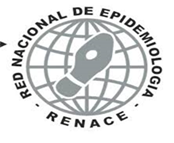 RED NACIONAL DE EPIDEMIOLOGIA
- RENACE -